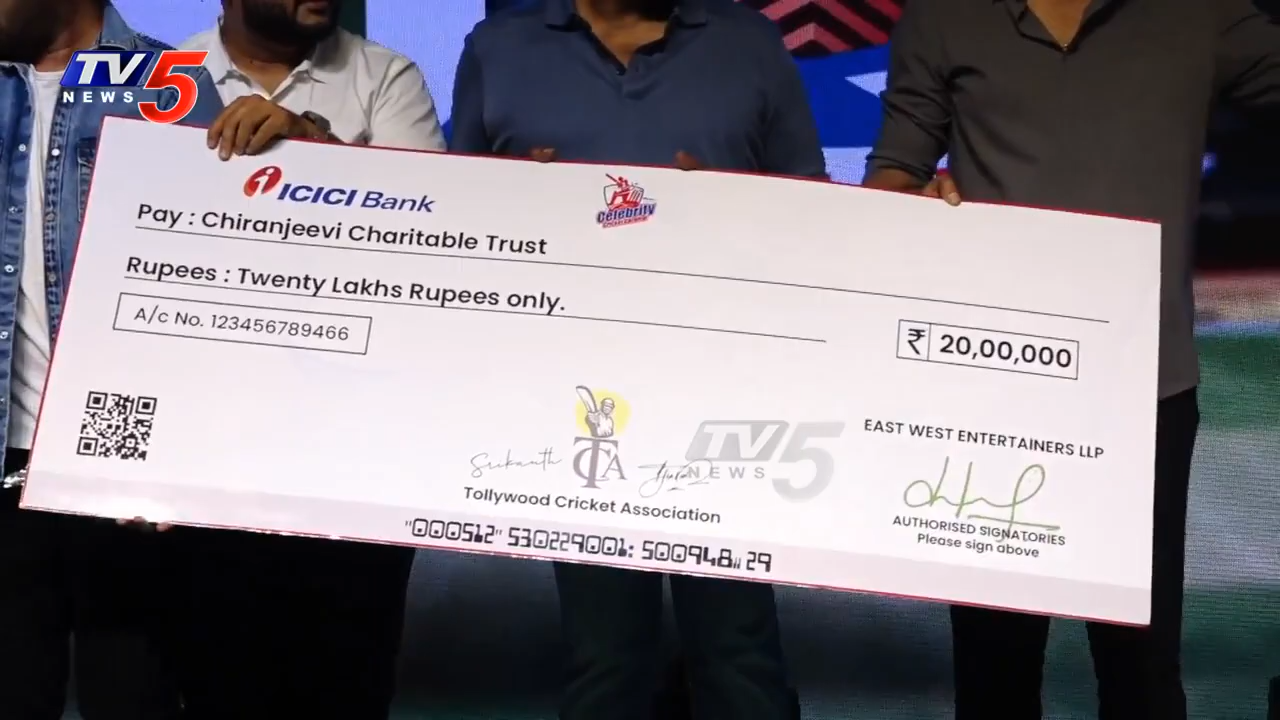 TV5
NEWS
ICICI Bank
Celebrity
Pay : Chiranjeevi Charitable Trust
Rupees : Twenty Lakhs Rupees only.
A/c No. 123456789466
₹ 20,00,000
TV5
NEWS
EAST WEST ENTERTAINERS LLP
Srikanth
TCA
Tollywood Cricket Association
AUTHORISED SIGNATORIES
Please sign above
"000512" 530229001: 500948" 29